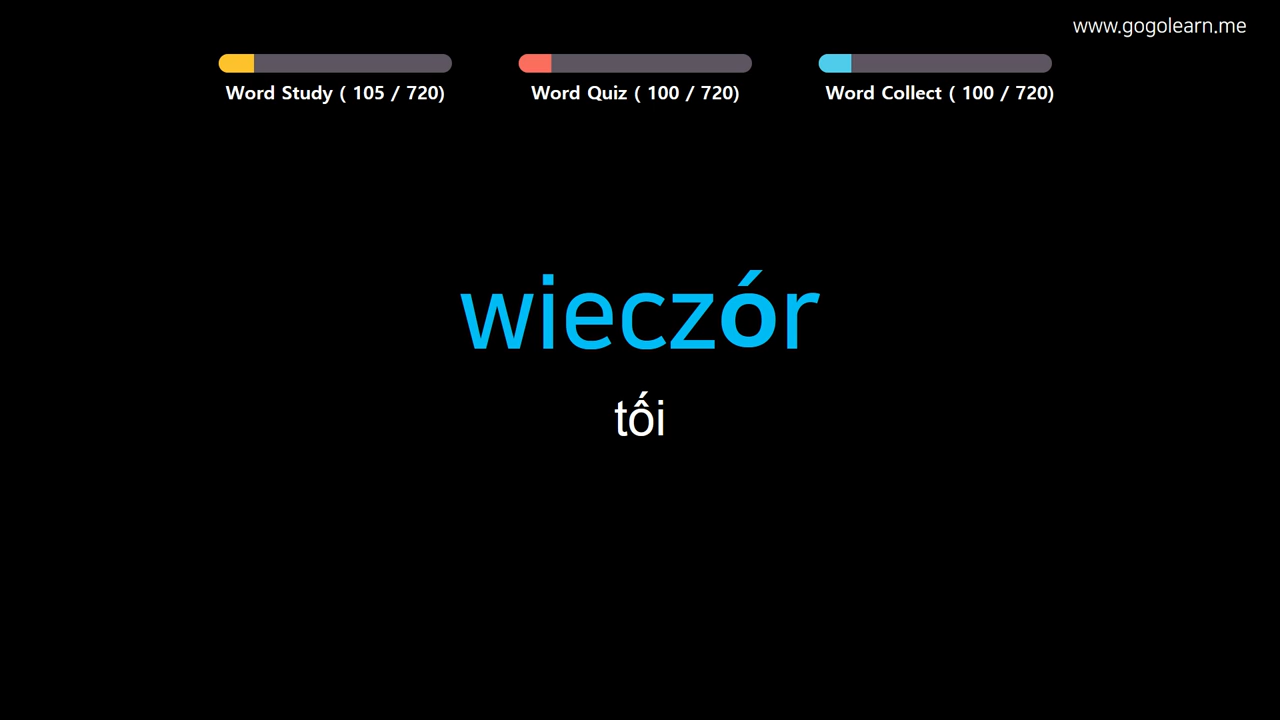 www.gogolearn.me
Word Study ( 105 / 720)
Word Quiz ( 100 / 720)
Word Collect ( 100 / 720)
wieczór
tối